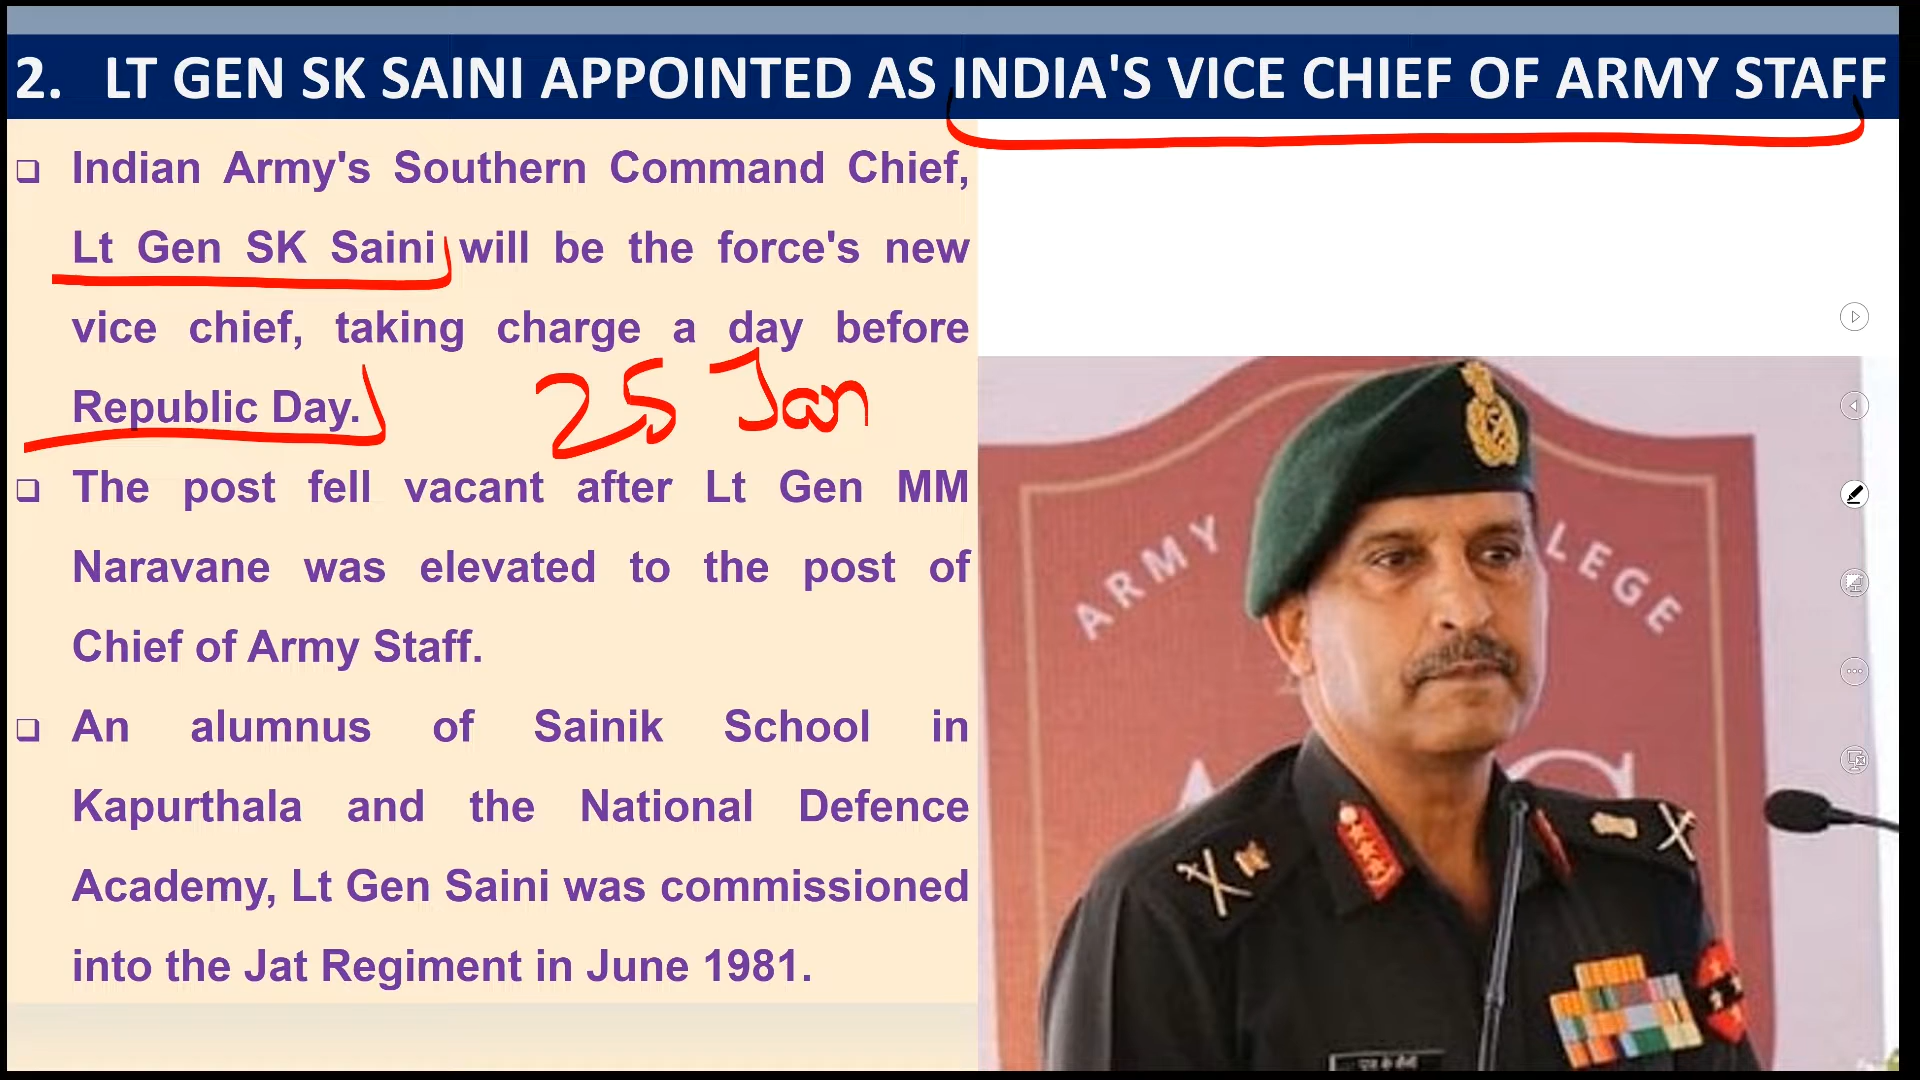 2. LT GEN SK SAINI APPOINTED AS INDIA'S VICE CHIEF OF ARMY STAFF
❑ Indian Army's Southern Command Chief,
Lt Gen SK Saini will be the force's new
vice chief, taking charge a day before
Republic Day.
25 Jan
❑ The post fell vacant after Lt Gen MM
Naravane was elevated to the post of
Chief of Army Staff.
❑ An alumnus of Sainik School in
Kapurthala and the National Defence
Academy, Lt Gen Saini was commissioned
into the Jat Regiment in June 1981.
ARMY
LEGE